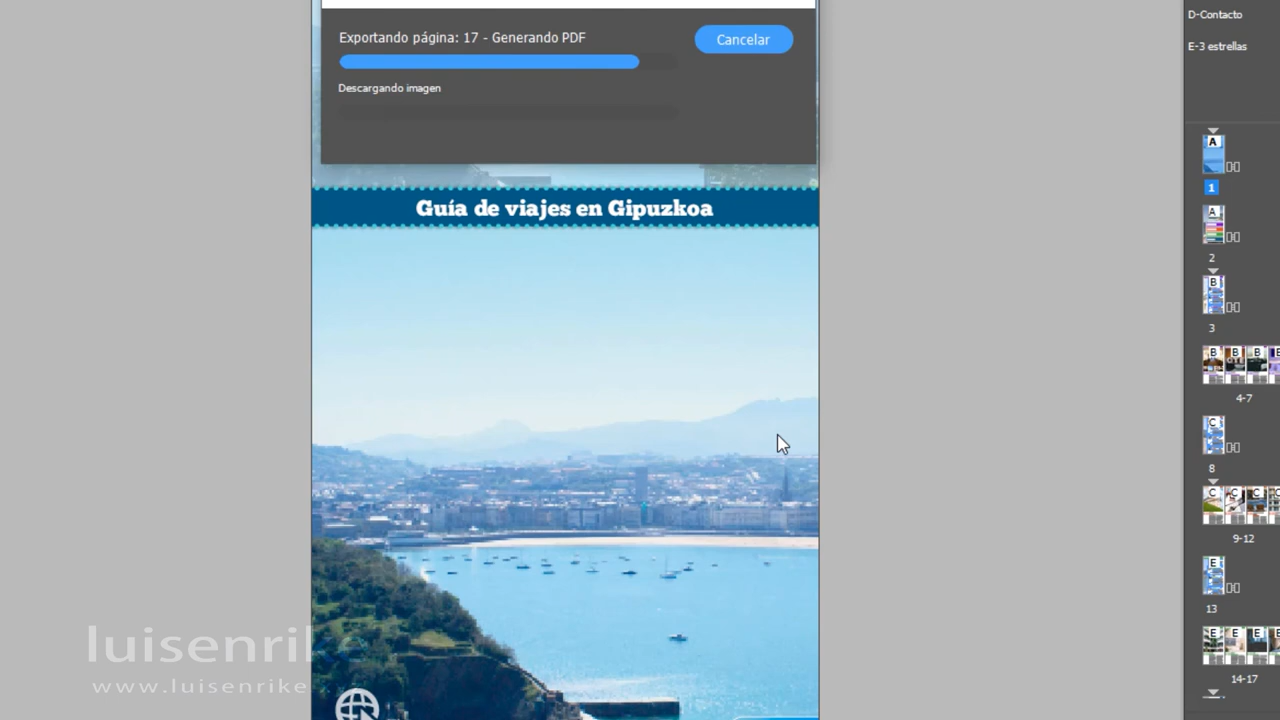 Exportando página: 17 - Generando PDF
Cancelar
Descargando imagen
Guía de viajes en Gipuzkoa
D-Contacto
E-3 estrellas
A
1
A
2
B
3
B B B
4-7
C
8
C C C C
9-12
E
13
E E E E
14-17
luisenrik
www.luisenrike